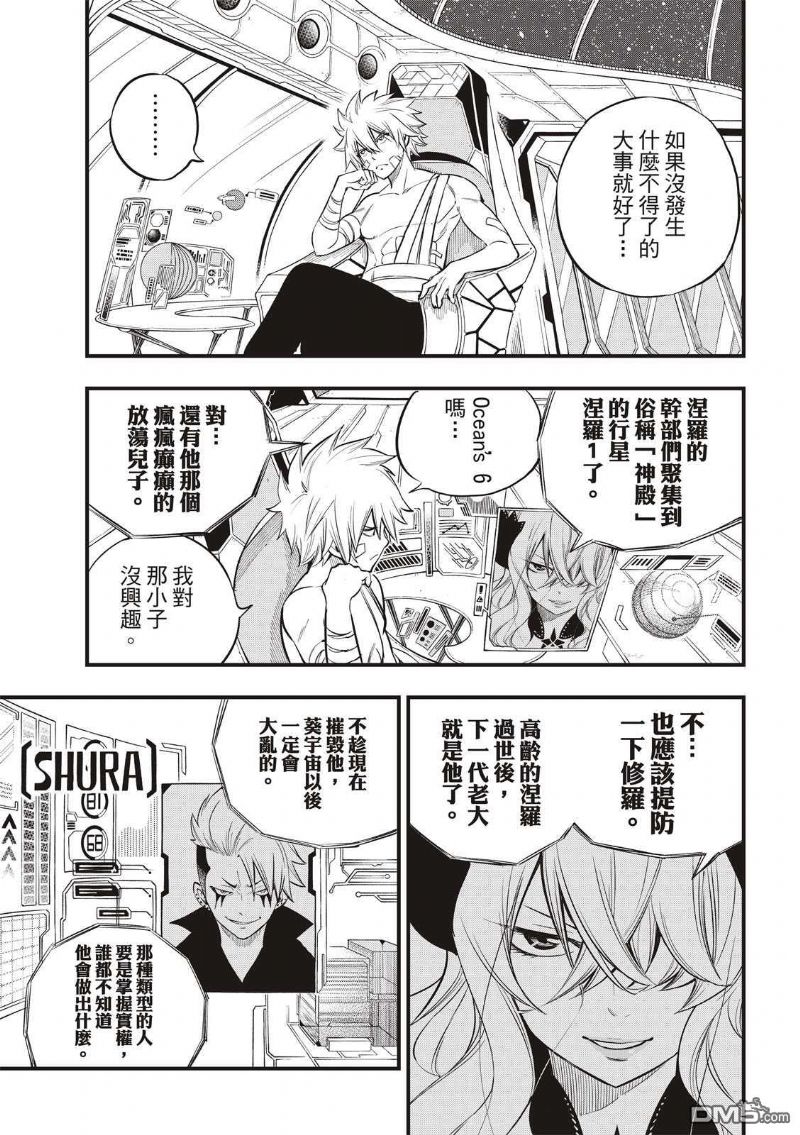 如果沒發生
什麼不得了的
大事就好了…
………
涅羅的
幹部們聚集到
俗稱「神殿」
的行星
涅羅1了。
Ocean's 6
嗎…
對…
還有他那個
瘋瘋癲癲的
放蕩兒子。
我對
那小子
沒興趣。
不…
也應該提防
一下修羅。
高齡的涅羅
過世後，
下一代老大
就是他了。
不趁現在
摧毀他，
葵宇宙以後
一定會
大亂的。
SHURA
那種類型的人
要是掌握實權，
誰都不知道
他會做出什麼。
DM5.com